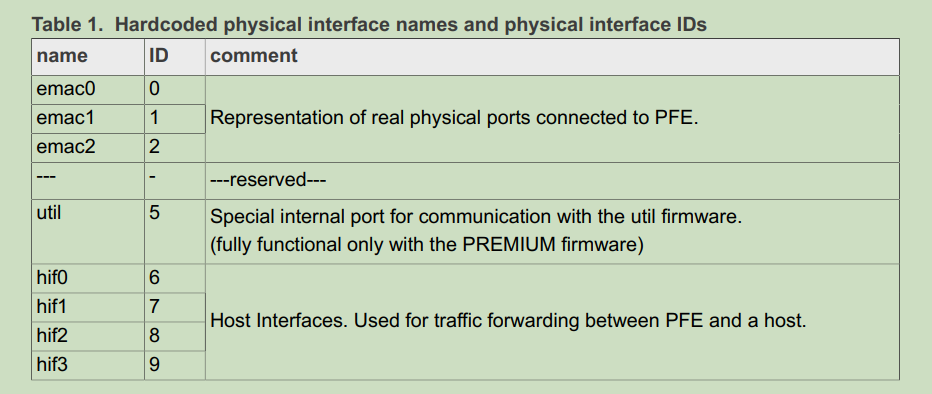 Table 1. Hardcoded physical interface names and physical interface IDs
name ID comment
emac0 0
emac1 1 Representation of real physical ports connected to PFE.
emac2 2
--- - ---reserved---
util 5 Special internal port for communication with the util firmware.
(fully functional only with the PREMIUM firmware)
hif0 6
hif1 7
Host Interfaces. Used for traffic forwarding between PFE and a host.
hif2 8
hif3 9